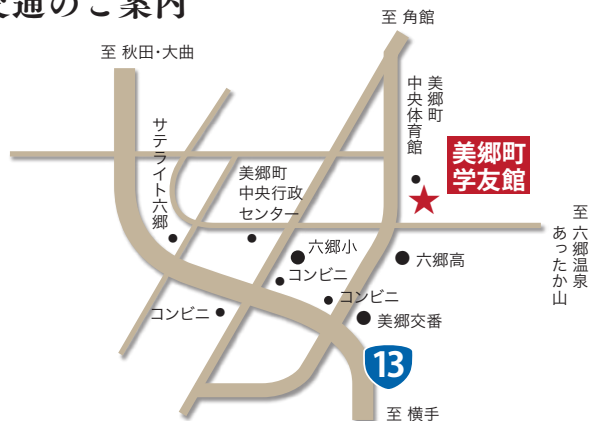 交通のご案内
至 角館
至 秋田・大曲
美郷町
中央体育館
サテライト六郷
美郷町
学友館
美郷町
中央行政
センター
至 六郷温泉
あったか山
六郷小
六郷高
コンビニ
コンビニ
コンビニ
美郷交番
13
至 横手